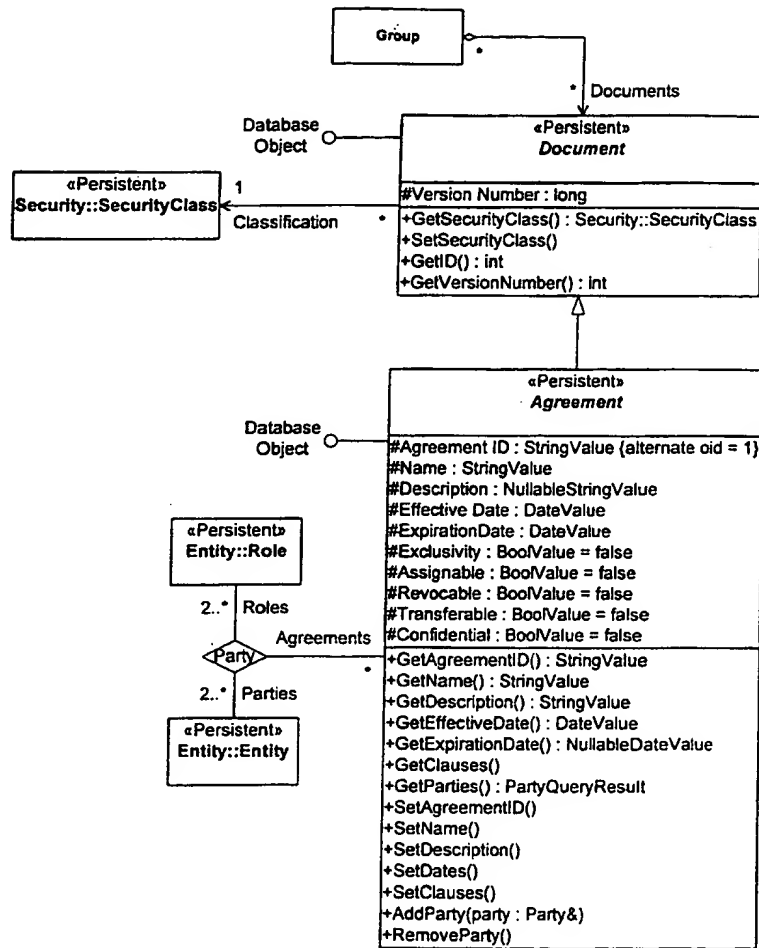 Group
*
* Documents
Database
Object
«Persistent»
Document
#Version Number : long
+GetSecurityClass() : Security::SecurityClass
+SetSecurityClass()
+GetID() : int
+GetVersionNumber() : int
«Persistent»
Security::SecurityClass
1
Classification
*
«Persistent»
Agreement
Database
Object
#Agreement ID : StringValue {alternate oid = 1}
#Name : StringValue
#Description : NullableStringValue
#Effective Date : DateValue
#ExpirationDate : DateValue
#Exclusivity : BoolValue = false
#Assignable : BoolValue = false
#Revocable : BoolValue = false
#Transferable : BoolValue = false
#Confidential : BoolValue = false
+GetAgreementID() : StringValue
+GetName() : StringValue
+GetDescription() : StringValue
+GetEffectiveDate() : DateValue
+GetExpirationDate() : NullableDateValue
+GetClauses()
+GetParties() : PartyQueryResult
+SetAgreementID()
+SetName()
+SetDescription()
+SetDates()
+SetClauses()
+AddParty(party : Party&)
+RemoveParty()
«Persistent»
Entity::Role
2..* Roles
Party
Agreements
*
2..* Parties
«Persistent»
Entity::Entity